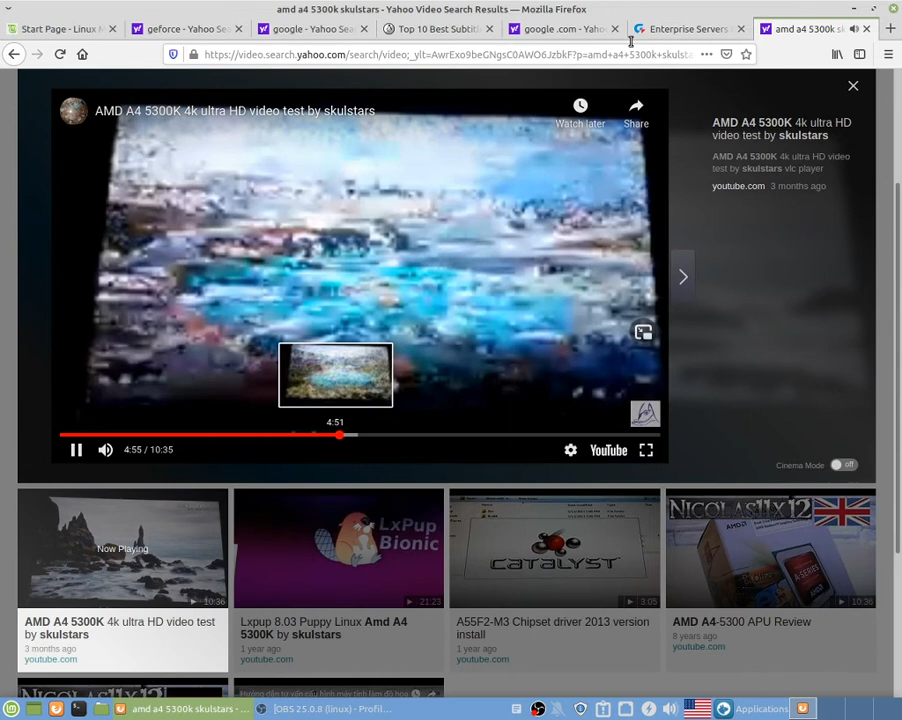 amd a4 5300k skulstars - Yahoo Video Search Results — Mozilla Firefox
Start Page - Linux M
geforce - Yahoo Sea
google - Yahoo Sea
Top 10 Best Subtitl
google .com - Yaho
Enterprise Servers
amd a4 5300k sk
https://video.search.yahoo.com/search/video;_ylt=AwrExo9beGNgsC0AWO6JzbkF?p=amd+a4+5300k+skulsta
AMD A4 5300K 4k ultra HD video test by skulstars
Watch later
Share
AMD A4 5300K 4k ultra HD
video test by skulstars
AMD A4 5300K 4k ultra HD video
test by skulstars vlc player
youtube.com 3 months ago
4:51
4:55 / 10:35
YouTube
Cinema Mode off
Now Playing
10:36
LxPup
Bionic
21:23
CATALYST
3:05
NICOLAS11X12
AMD
A-SERIES
10:36
AMD A4 5300K 4k ultra HD video test
by skulstars
3 months ago
youtube.com
Lxpup 8.03 Puppy Linux Amd A4
5300K by skulstars
1 year ago
youtube.com
A55F2-M3 Chipset driver 2013 version
install
1 year ago
youtube.com
AMD A4-5300 APU Review
8 years ago
youtube.com
amd a4 5300k skulstars - ...
[OBS 25.0.8 (linux) - Profil...
Applications